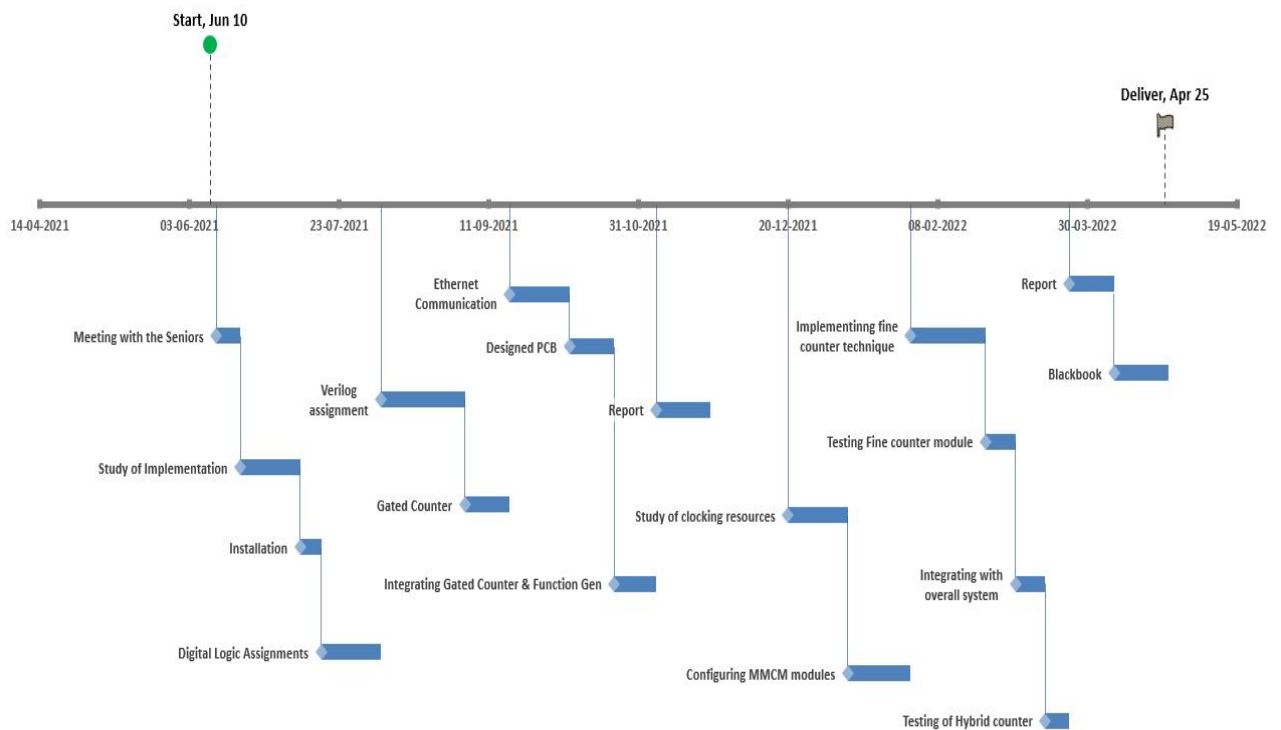 Start, Jun 10
Deliver, Apr 25
14-04-2021
03-06-2021
23-07-2021
11-09-2021
31-10-2021
20-12-2021
08-02-2022
30-03-2022
19-05-2022
Ethernet
Communication
Report
Meeting with the Seniors
Designed PCB
Implementinng fine
counter technique
Blackbook
Verilog
assignment
Report
Testing Fine counter module
Study of Implementation
Gated Counter
Study of clocking resources
Installation
Integrating Gated Counter & Function Gen
Integrating with
overall system
Digital Logic Assignments
Configuring MMCM modules
Testing of Hybrid counter